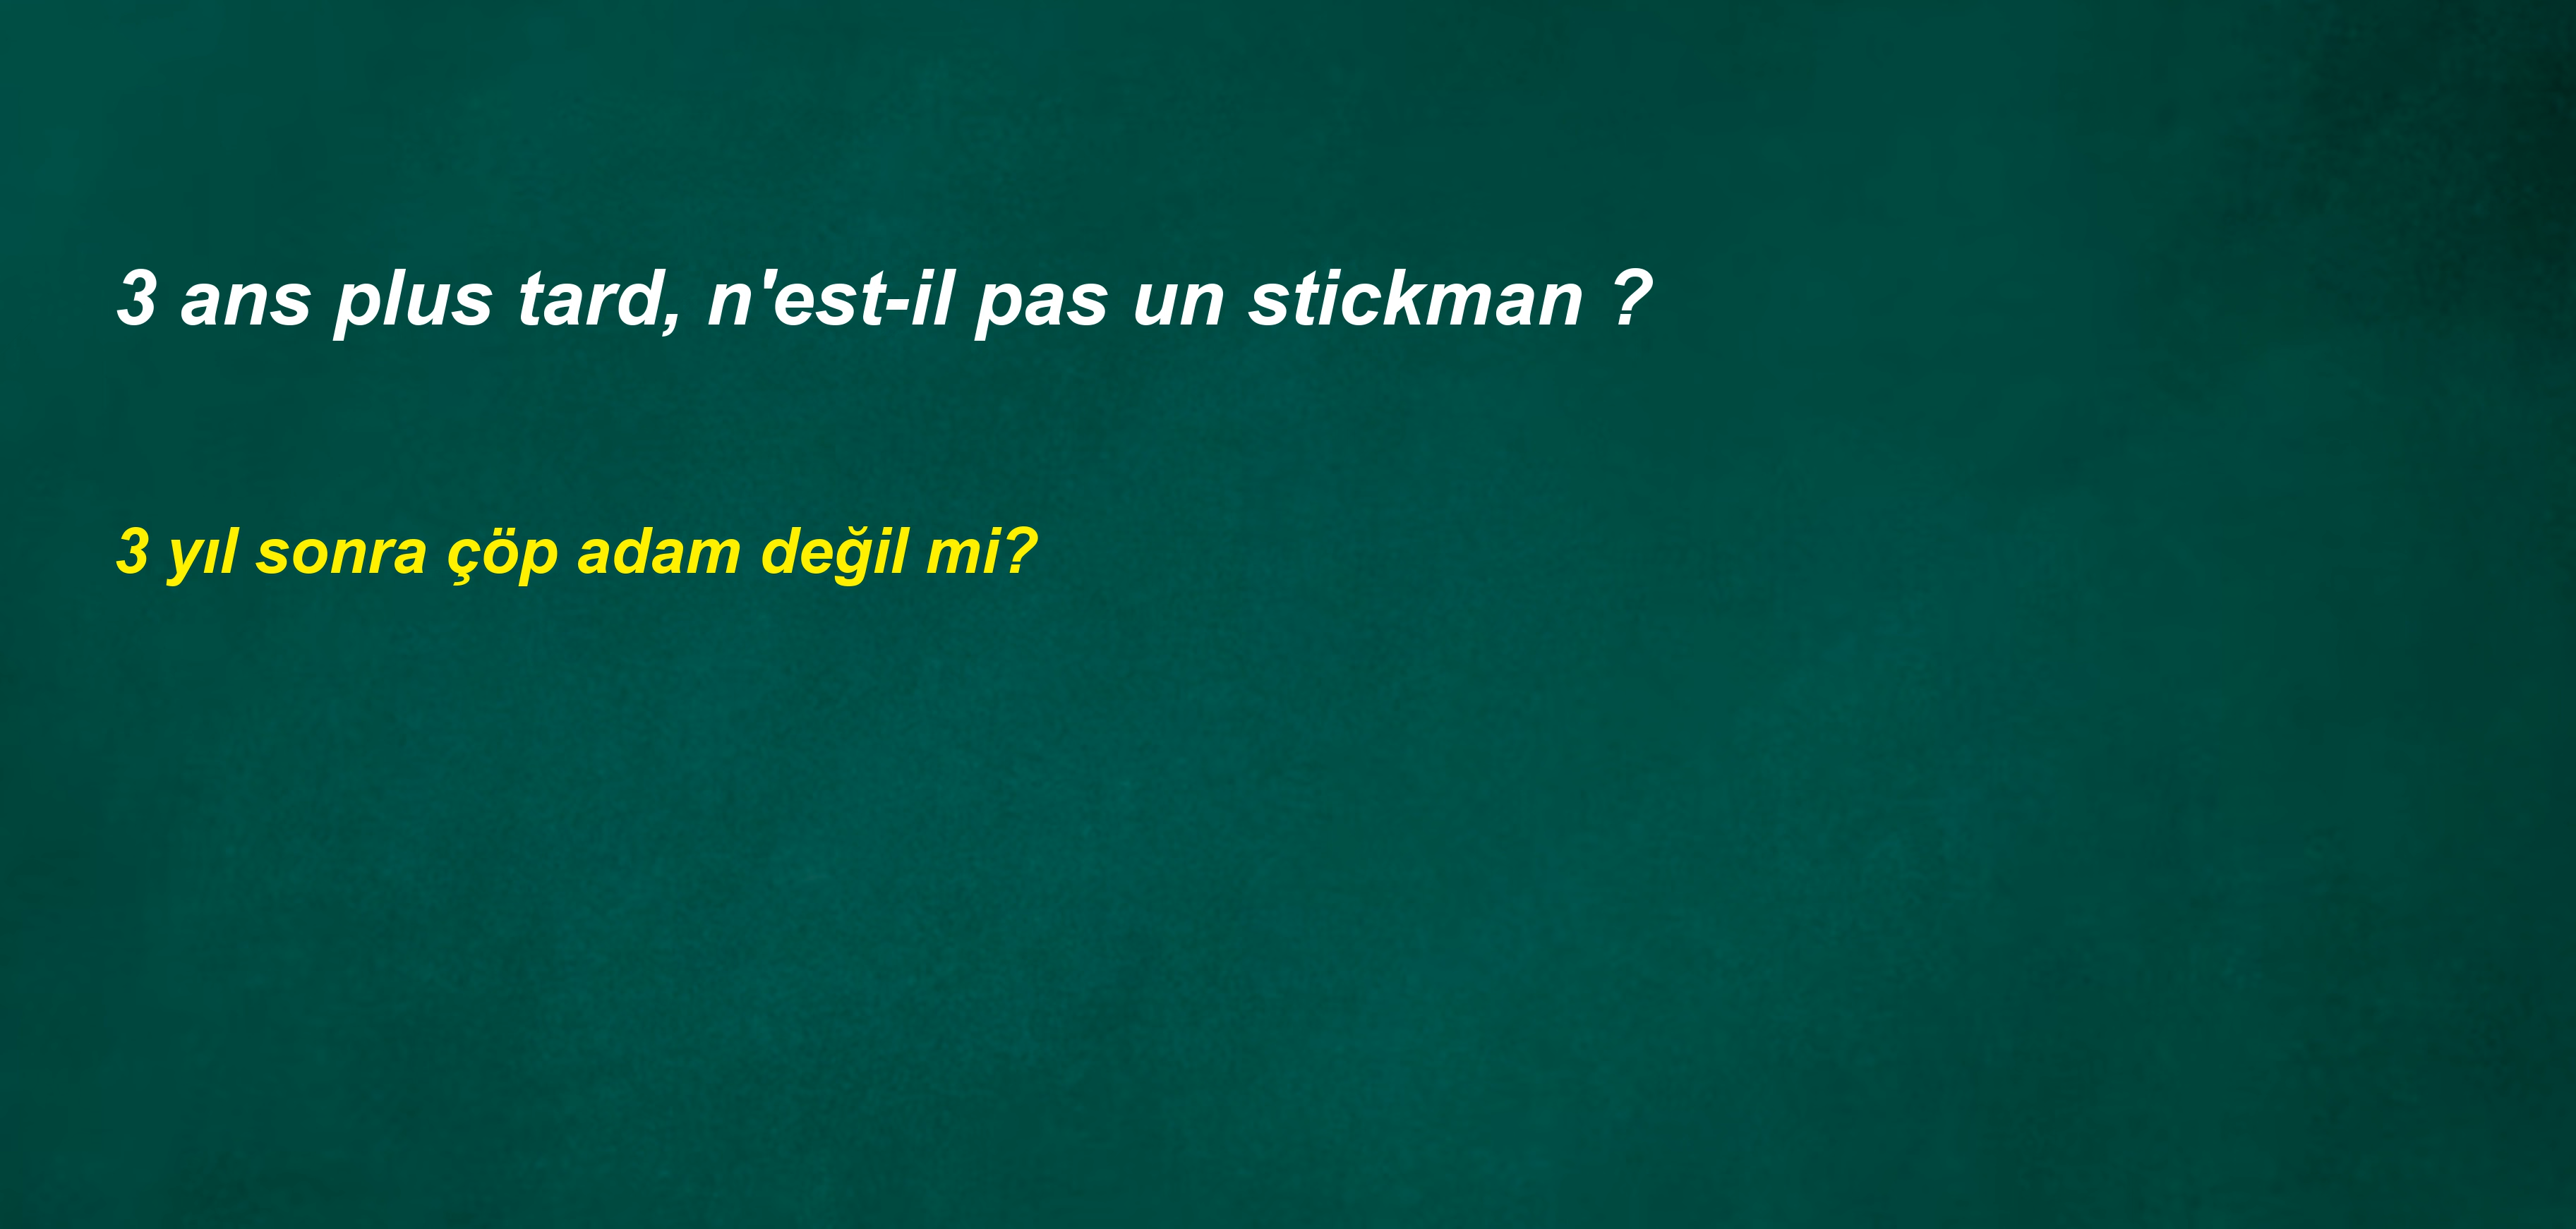 3 ans plus tard, n'est-il pas un stickman ?
3 yıl sonra çöp adam değil mi?